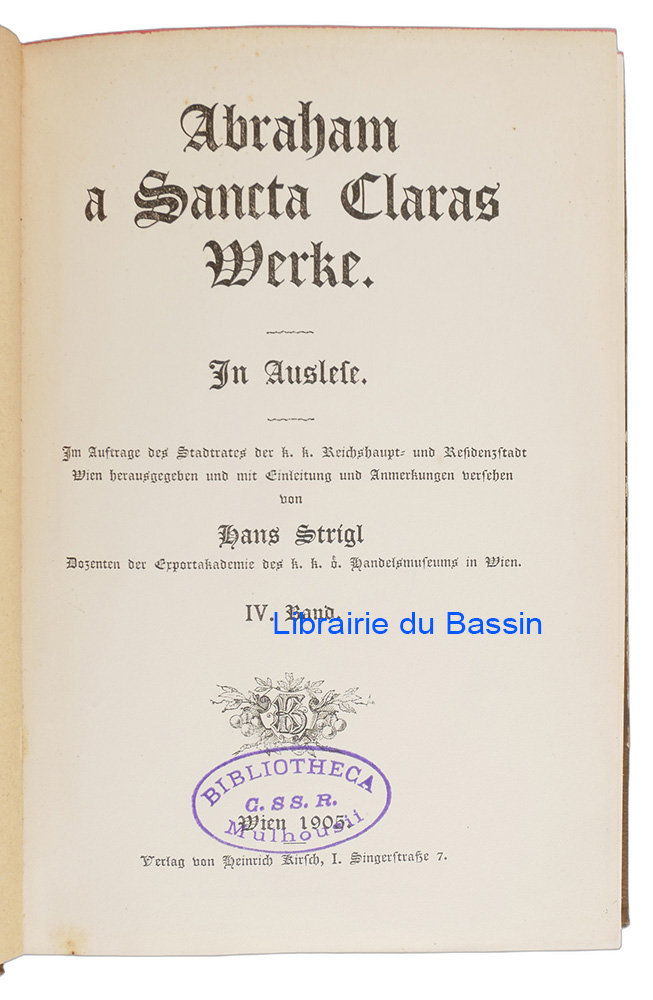 Abraham
a Sancta Claras
Werke.
In Auslese.
Im Auftrage des Stadtrates der k. k. Reichshaupt- und Residenzstadt
Wien herausgegeben und mit Einleitung und Anmerkungen versehen
von
Hans Strigl
Dozenten der Exportakademie des k. k. ö. Handelsmuseums in Wien.
IV. Band.
Librairie du Bassin
BIBLIOTHECA
C. SS. R.
Mulhousii
Wien 1905.
Verlag von Heinrich Kirsch, I. Singerstraße 7.